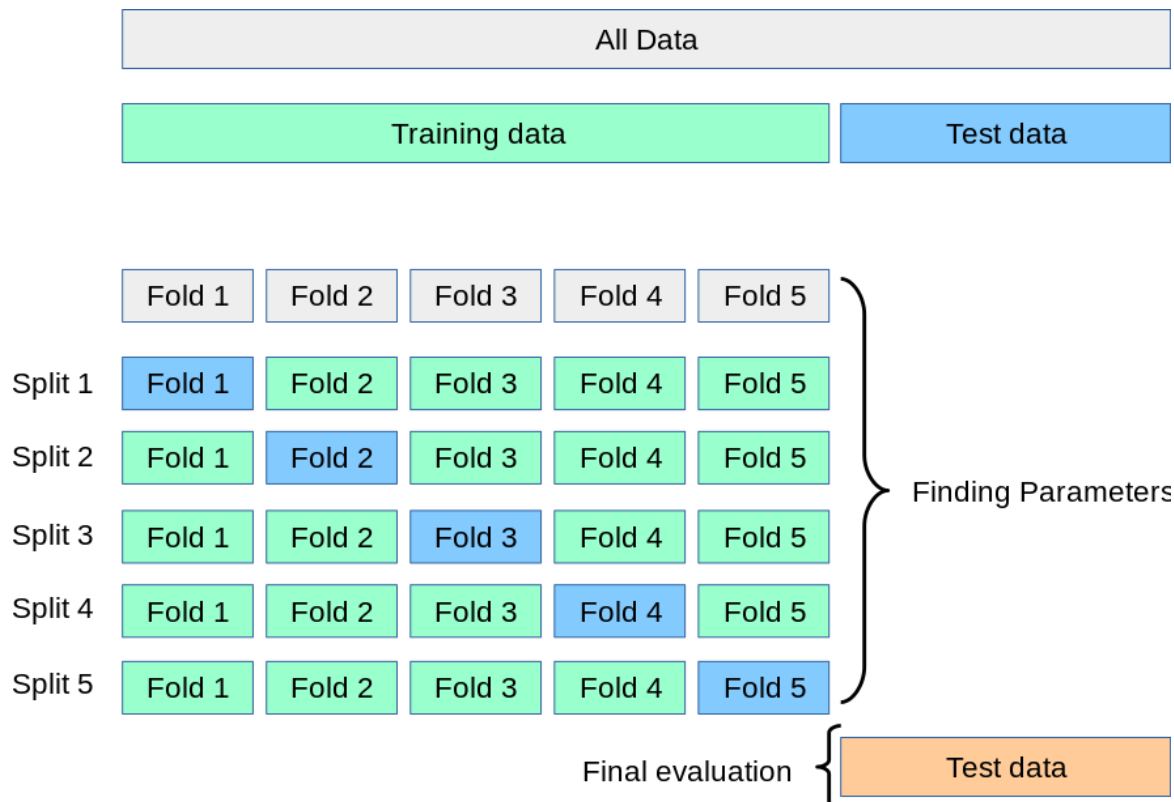 All Data
Training data Test data
Fold 1 Fold 2 Fold 3 Fold 4 Fold 5
Split 1 Fold 1 Fold 2 Fold 3 Fold 4 Fold 5
Split 2 Fold 1 Fold 2 Fold 3 Fold 4 Fold 5
Finding Parameters
Split 3 Fold 1 Fold 2 Fold 3 Fold 4 Fold 5
Split 4 Fold 1 Fold 2 Fold 3 Fold 4 Fold 5
Split 5 Fold 1 Fold 2 Fold 3 Fold 4 Fold 5
Final evaluation Test data